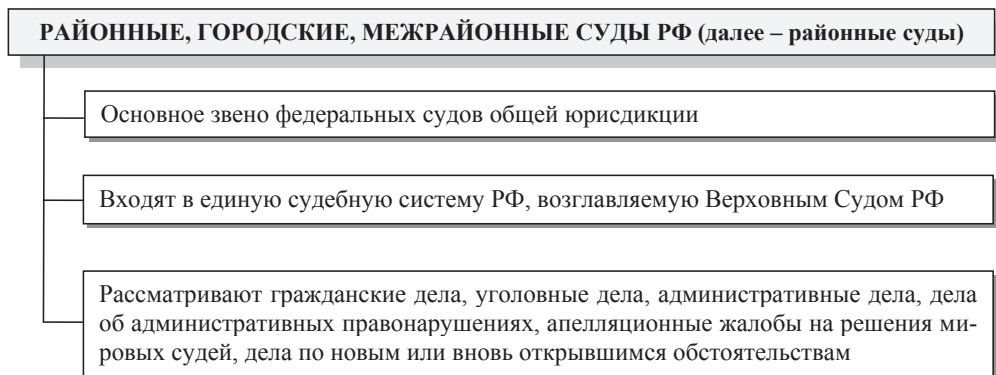 РАЙОННЫЕ, ГОРОДСКИЕ, МЕЖРАЙОННЫЕ СУДЫ РФ (далее – районные суды)
Основное звено федеральных судов общей юрисдикции
Входят в единую судебную систему РФ, возглавляемую Верховным Судом РФ
Рассматривают гражданские дела, уголовные дела, административные дела, дела
об административных правонарушениях, апелляционные жалобы на решения ми-
ровых судей, дела по новым или вновь открывшимся обстоятельствам